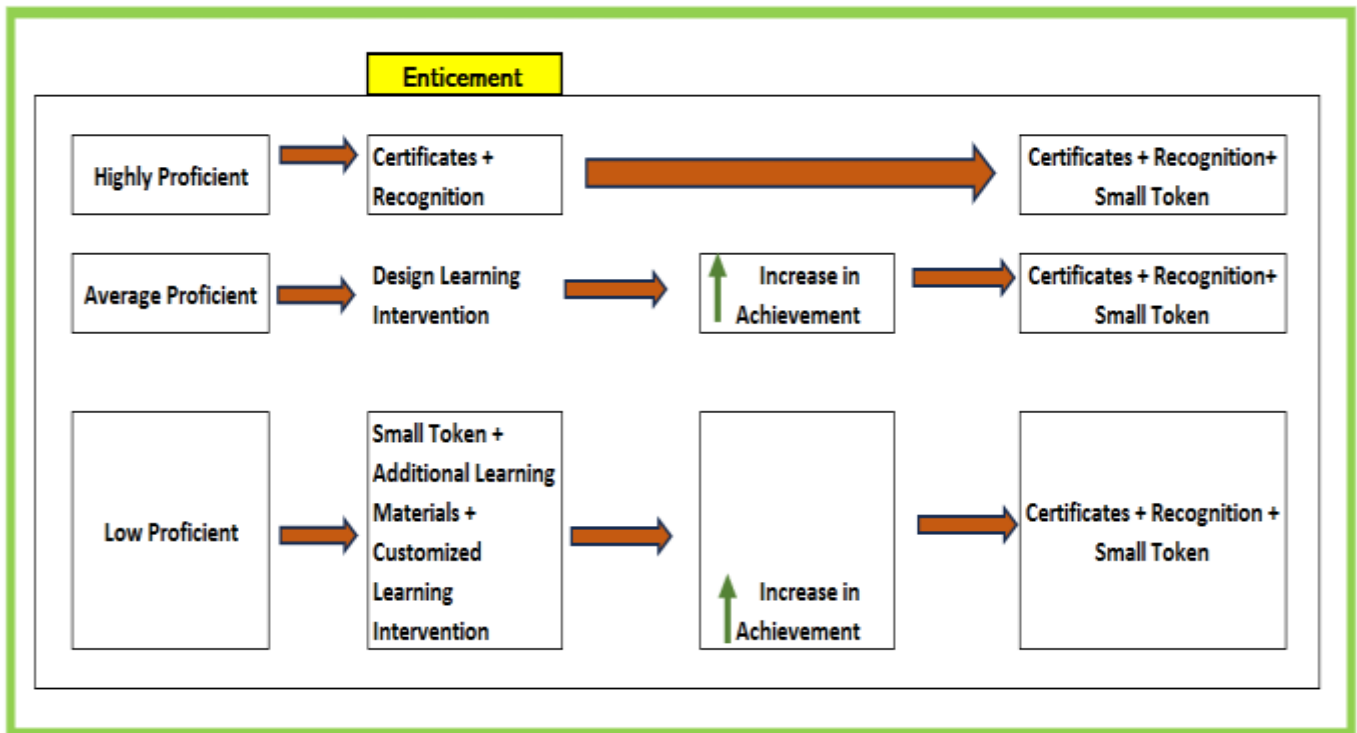 Enticement
Highly Proficient
Certificates +
Recognition
Certificates + Recognition+
Small Token
Average Proficient
Design Learning
Intervention
Increase in
Achievement
Certificates + Recognition+
Small Token
Low Proficient
Small Token +
Additional Learning
Materials +
Customized
Learning
Intervention
Increase in
Achievement
Certificates + Recognition +
Small Token